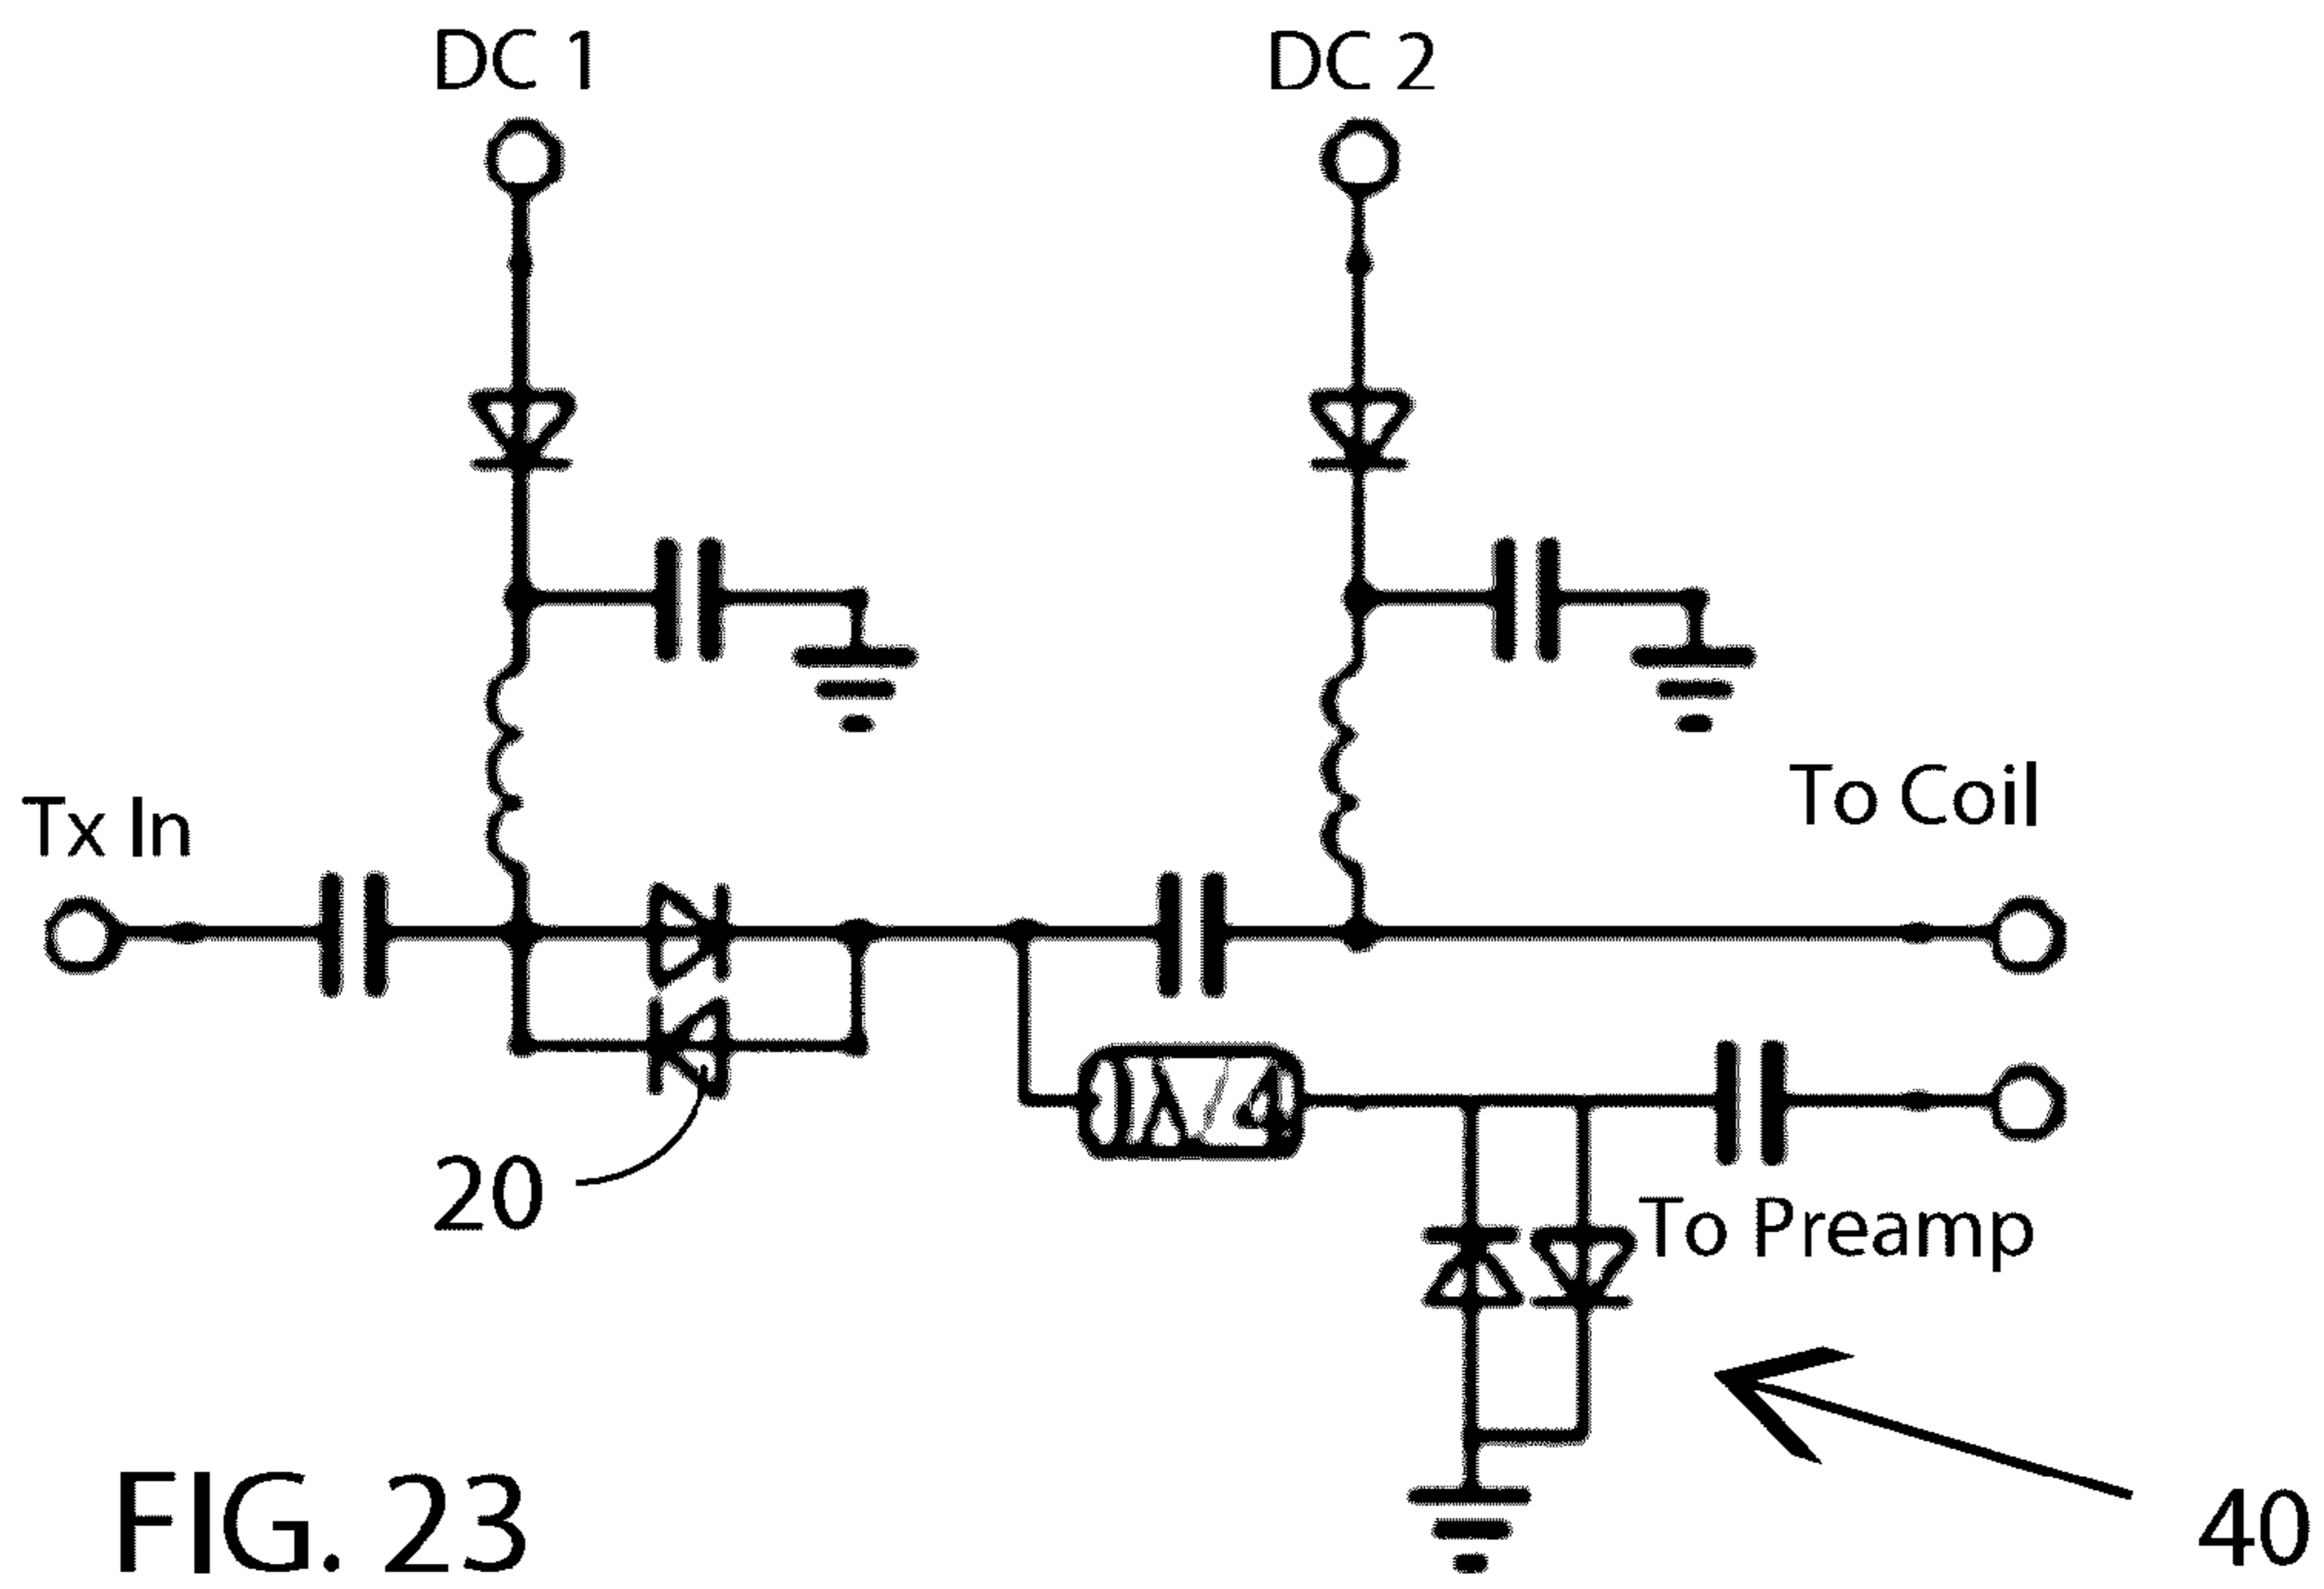 DC 1
DC 2
To Coil
Tx In
λ/4
20
To Preamp
40
FIG. 23